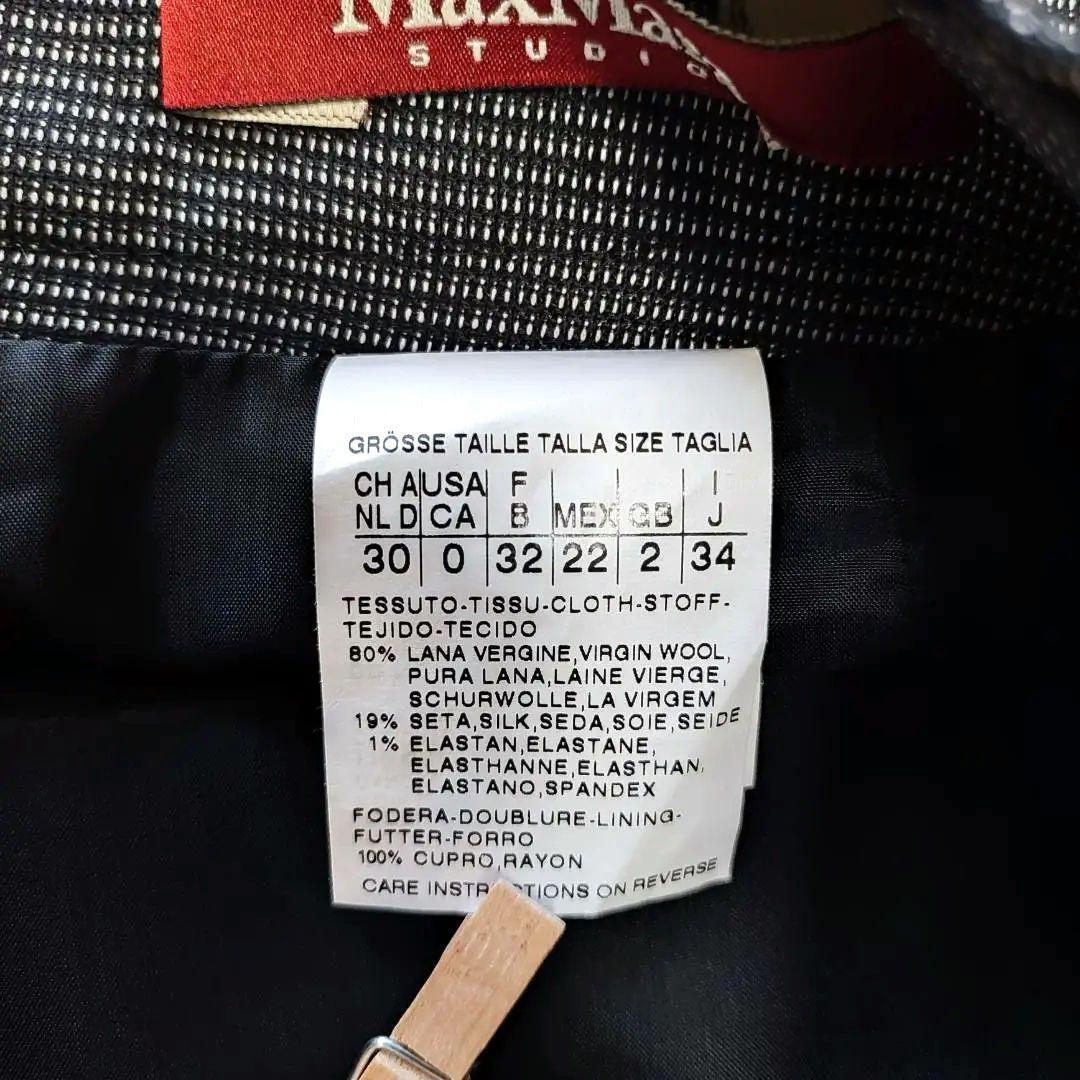 MaxMa
STUDIO
GRÖSSE TAILLE TALLA SIZE TAGLIA
CH A USA F I
NL D CA B MEX GB J
30 0 32 22 2 34
TESSUTO-TISSU-CLOTH-STOFF-
TEJIDO-TECIDO
80% LANA VERGINE,VIRGIN WOOL,
PURA LANA,LAINE VIERGE,
SCHURWOLLE,LA VIRGEM
19% SETA,SILK,SEDA,SOIE,SEIDE
1% ELASTAN,ELASTANE,
ELASTHANNE,ELASTHAN,
ELASTANO,SPANDEX
FODERA-DOUBLURE-LINING-
FUTTER-FORRO
100% CUPRO,RAYON
CARE INSTRUCTIONS ON REVERSE